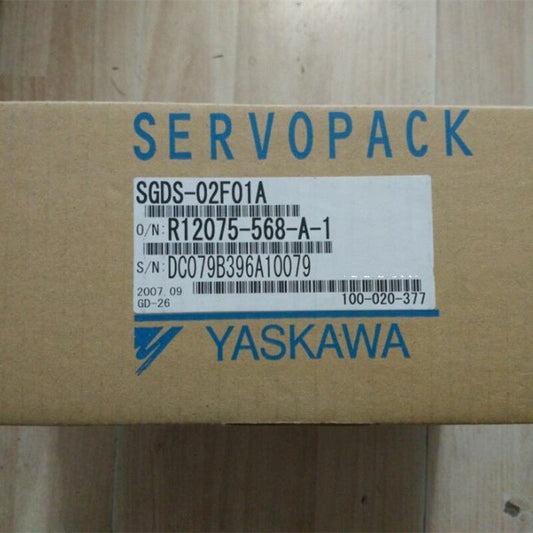 SERVOPACK
SGDS-02F01A
O/N: R12075-568-A-1
S/N: DC079B396A10079
2007.09
GD-26 100-020-377
YASKAWA